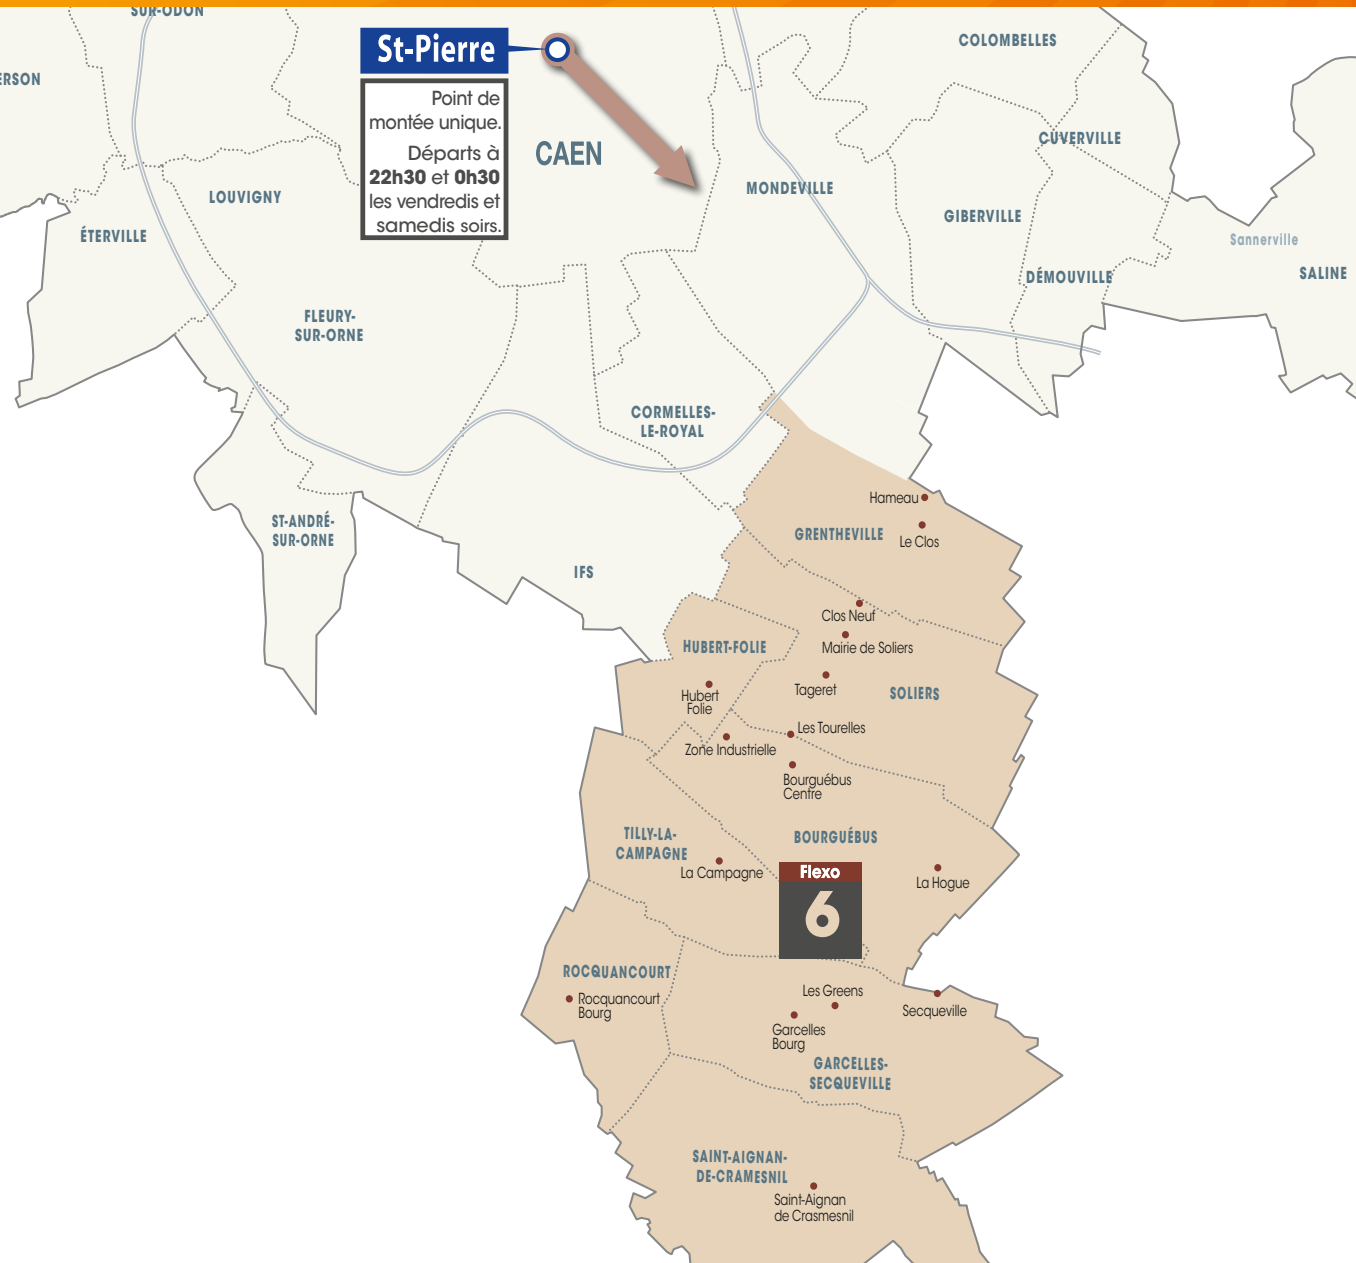 SUR-ODON
ERSON
St-Pierre
Point de
montée unique.
Départs à
22h30 et 0h30
les vendredis et
samedis soirs.
CAEN
COLOMBELLES
CUVERVILLE
MONDEVILLE
GIBERVILLE
LOUVIGNY
ÉTERVILLE
Sannerville
SALINE
DÉMOUVILLE
FLEURY-
SUR-ORNE
CORMELLES-
LE-ROYAL
ST-ANDRÉ-
SUR-ORNE
IFS
Hameau
GRENTHEVILLE
Le Clos
Clos Neuf
Mairie de Soliers
HUBERT-FOLIE
Tageret
SOLIERS
Hubert
Folie
Les Tourelles
Zone Industrielle
Bourguébus
Centre
TILLY-LA-
CAMPAGNE
BOURGUÉBUS
La Campagne
Flexo
6
La Hogue
ROCQUANCOURT
Rocquancourt
Bourg
Les Greens
Garcelles
Bourg
Secqueville
GARCELLES-
SECQUEVILLE
SAINT-AIGNAN-
DE-CRAMESNIL
Saint-Aignan
de Crasmesnil